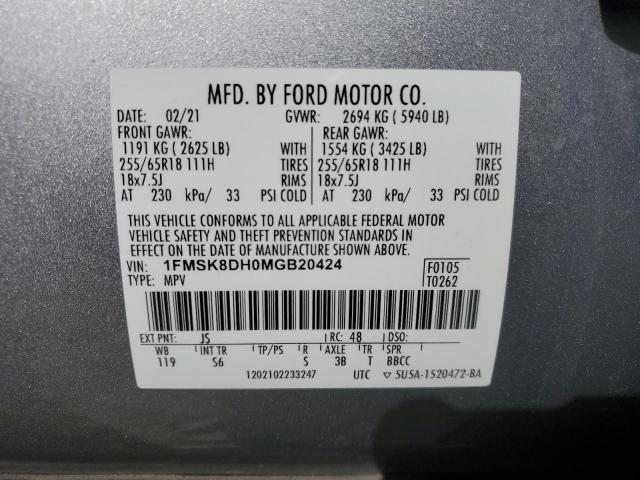 MFD. BY FORD MOTOR CO.
DATE: 02/21 GVWR: 2694 KG ( 5940 LB)
FRONT GAWR: REAR GAWR:
1191 KG ( 2625 LB) WITH 1554 KG ( 3425 LB) WITH
255/65R18 111H TIRES 255/65R18 111H TIRES
18x7.5J RIMS 18x7.5J RIMS
AT 230 kPa/ 33 PSI COLD AT 230 kPa/ 33 PSI COLD
THIS VEHICLE CONFORMS TO ALL APPLICABLE FEDERAL MOTOR
VEHICLE SAFETY AND THEFT PREVENTION STANDARDS IN
EFFECT ON THE DATE OF MANUFACTURE SHOWN ABOVE.
VIN: 1FMSK8DH0MGB20424 F0105
TYPE: MPV T0262
EXT PNT: JS RC: 48 DSO:
WB INT TR TP/PS R AXLE TR SPR
119 S6 S 3B T BBCC
1202102233247 UTC ▽ 5U5A-1520472-BA